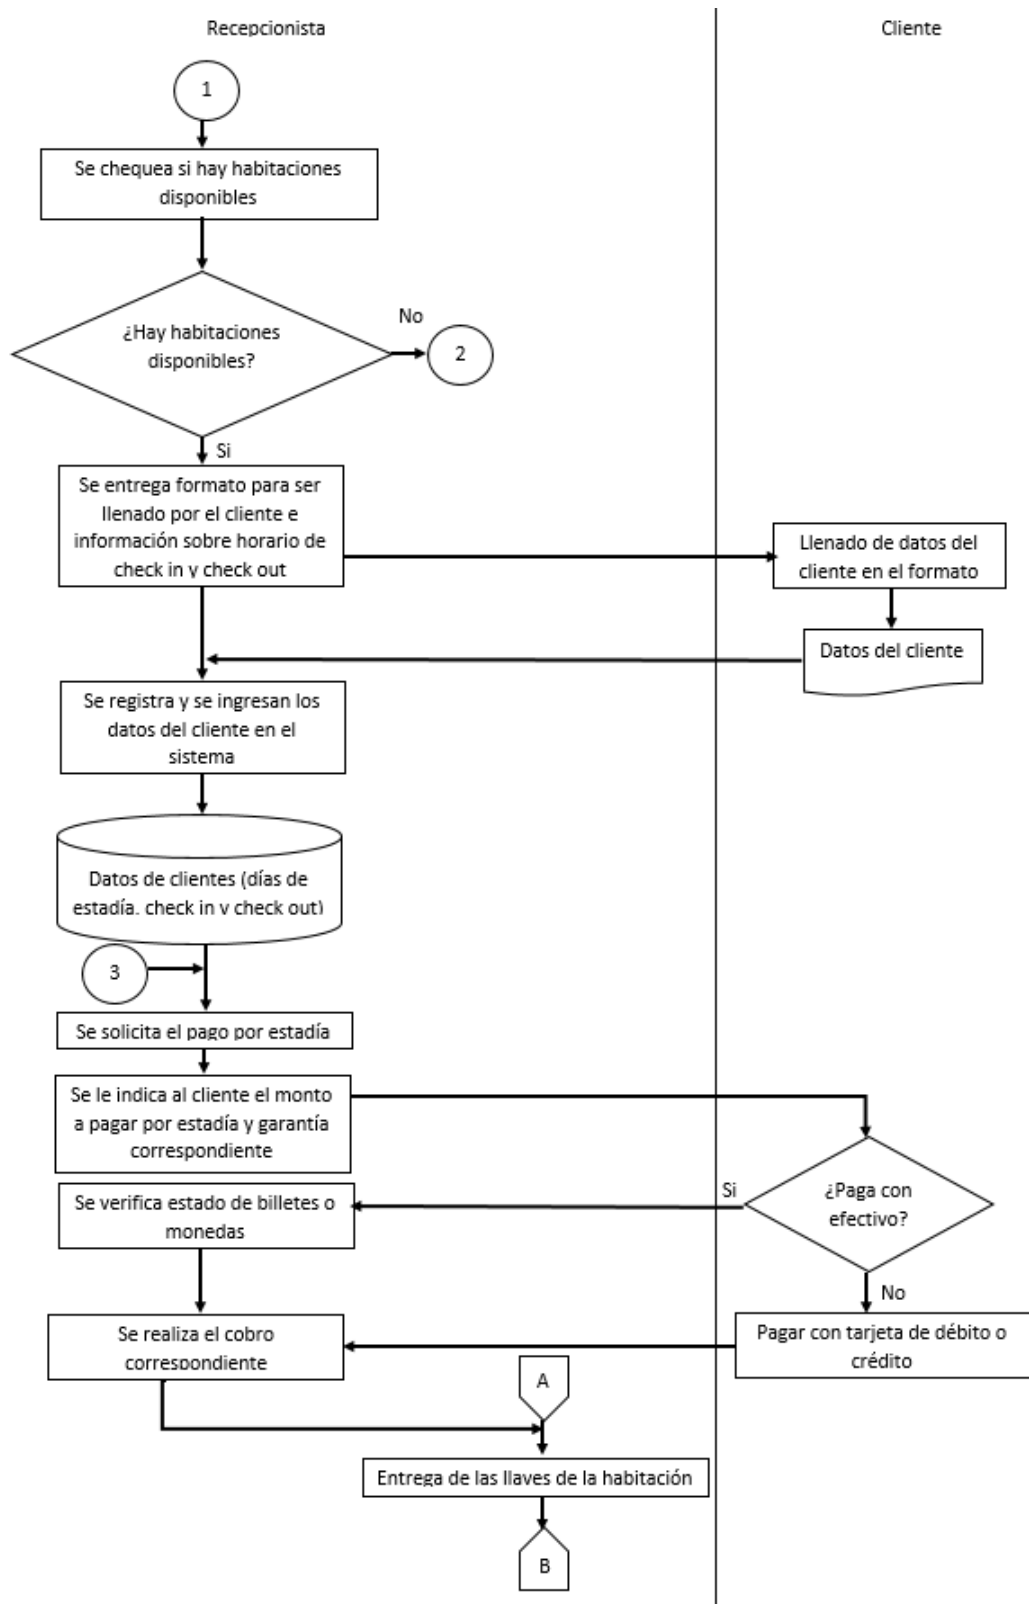 Recepcionista
Cliente
1
Se chequea si hay habitaciones
disponibles
¿Hay habitaciones
disponibles?
No
2
Si
Se entrega formato para ser
llenado por el cliente e
información sobre horario de
check in y check out
Llenado de datos del
cliente en el formato
Datos del cliente
Se registra y se ingresan los
datos del cliente en el
sistema
Datos de clientes (días de
estadía, check in y check out)
3
Se solicita el pago por estadía
Se le indica al cliente el monto
a pagar por estadía y garantía
correspondiente
¿Paga con
efectivo?
Si
Se verifica estado de billetes o
monedas
No
Pagar con tarjeta de débito o
crédito
Se realiza el cobro
correspondiente
A
Entrega de las llaves de la habitación
B